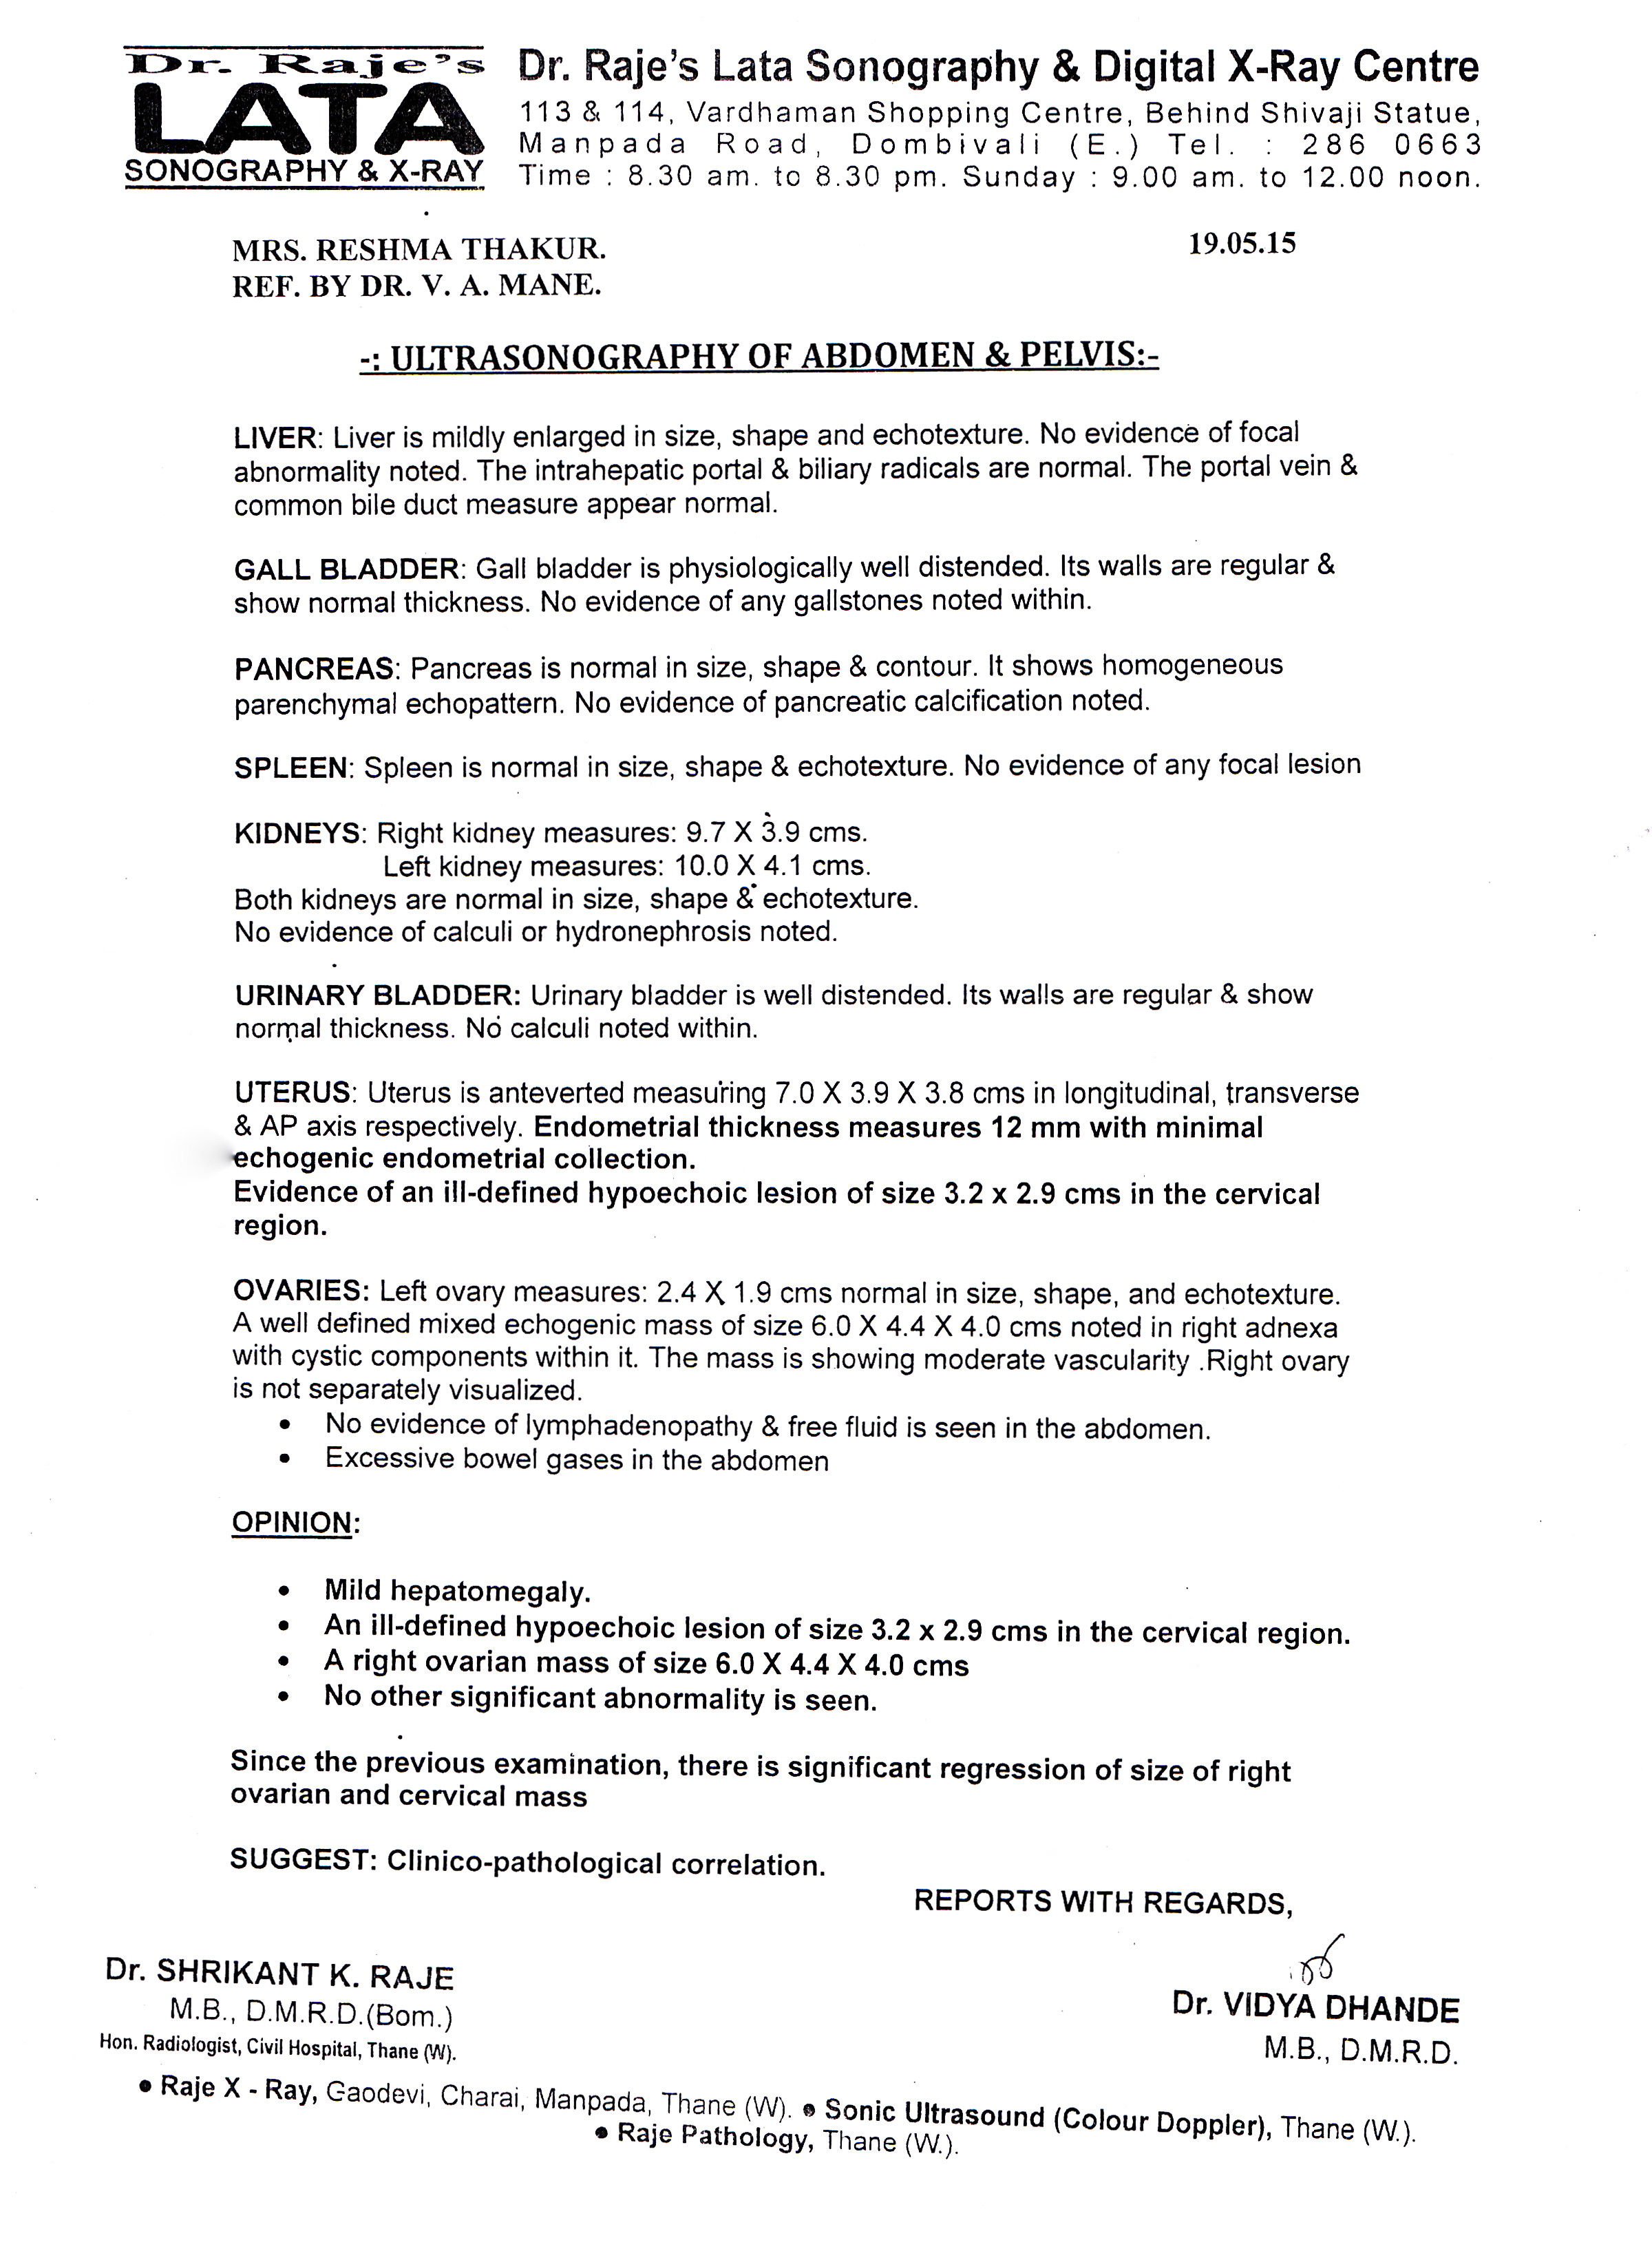 Dr. Raje's
LATA
SONOGRAPHY & X-RAY
Dr. Raje's Lata Sonography & Digital X-Ray Centre
113 & 114, Vardhaman Shopping Centre, Behind Shivaji Statue,
Manpada Road, Dombivali (E.) Tel. : 286 0663
Time : 8.30 am. to 8.30 pm. Sunday : 9.00 am. to 12.00 noon.
MRS. RESHMA THAKUR. 19.05.15
REF. BY DR. V. A. MANE.
-: ULTRASONOGRAPHY OF ABDOMEN & PELVIS:-
LIVER: Liver is mildly enlarged in size, shape and echotexture. No evidence of focal
abnormality noted. The intrahepatic portal & biliary radicals are normal. The portal vein &
common bile duct measure appear normal.
GALL BLADDER: Gall bladder is physiologically well distended. Its walls are regular &
show normal thickness. No evidence of any gallstones noted within.
PANCREAS: Pancreas is normal in size, shape & contour. It shows homogeneous
parenchymal echopattern. No evidence of pancreatic calcification noted.
SPLEEN: Spleen is normal in size, shape & echotexture. No evidence of any focal lesion
KIDNEYS: Right kidney measures: 9.7 X 3.9 cms.
Left kidney measures: 10.0 X 4.1 cms.
Both kidneys are normal in size, shape & echotexture.
No evidence of calculi or hydronephrosis noted.
URINARY BLADDER: Urinary bladder is well distended. Its walls are regular & show
normal thickness. No calculi noted within.
UTERUS: Uterus is anteverted measuring 7.0 X 3.9 X 3.8 cms in longitudinal, transverse
& AP axis respectively. Endometrial thickness measures 12 mm with minimal
echogenic endometrial collection.
Evidence of an ill-defined hypoechoic lesion of size 3.2 x 2.9 cms in the cervical
region.
OVARIES: Left ovary measures: 2.4 X 1.9 cms normal in size, shape, and echotexture.
A well defined mixed echogenic mass of size 6.0 X 4.4 X 4.0 cms noted in right adnexa
with cystic components within it. The mass is showing moderate vascularity .Right ovary
is not separately visualized.
• No evidence of lymphadenopathy & free fluid is seen in the abdomen.
• Excessive bowel gases in the abdomen
OPINION:
• Mild hepatomegaly.
• An ill-defined hypoechoic lesion of size 3.2 x 2.9 cms in the cervical region.
• A right ovarian mass of size 6.0 X 4.4 X 4.0 cms
• No other significant abnormality is seen.
Since the previous examination, there is significant regression of size of right
ovarian and cervical mass
SUGGEST: Clinico-pathological correlation.
REPORTS WITH REGARDS,
Dr. SHRIKANT K. RAJE
M.B., D.M.R.D.(Bom.)
Hon. Radiologist, Civil Hospital, Thane (W).
Dr. VIDYA DHANDE
M.B., D.M.R.D.
• Raje X - Ray, Gaodevi, Charai, Manpada, Thane (W). • Sonic Ultrasound (Colour Doppler), Thane (W.).
• Raje Pathology, Thane (W.).